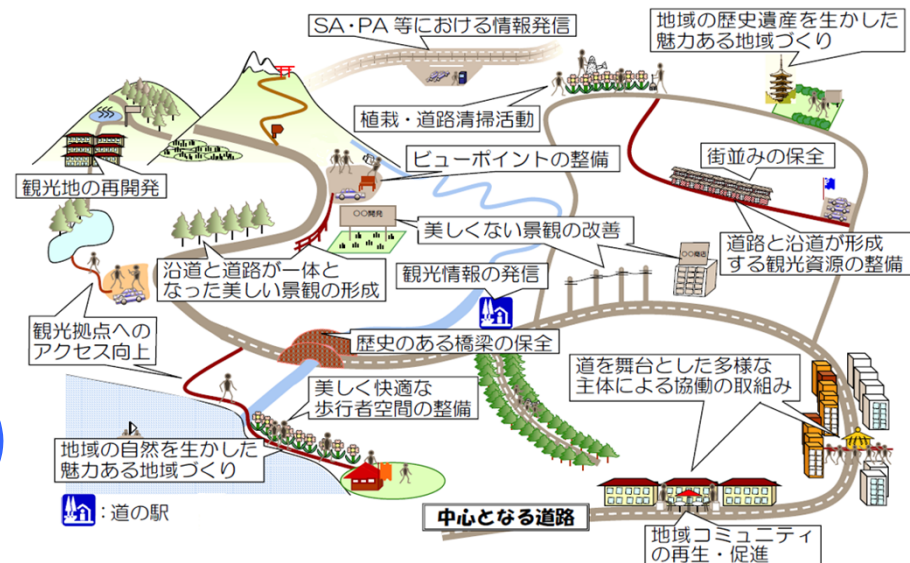 SA・PA 等における情報発信
地域の歴史遺産を生かした
魅力ある地域づくり
植栽・道路清掃活動
ビューポイントの整備
街並みの保全
観光地の再開発
〇〇開発
美しくない景観の改善
〇〇商店
道路と沿道が形成
する観光資源の整備
沿道と道路が一体と
なった美しい景観の形成
観光情報の発信
観光拠点への
アクセス向上
歴史のある橋梁の保全
道を舞台とした多様な
主体による協働の取組み
美しく快適な
歩行者空間の整備
地域の自然を生かした
魅力ある地域づくり
：道の駅
中心となる道路
地域コミュニティ
の再生・促進